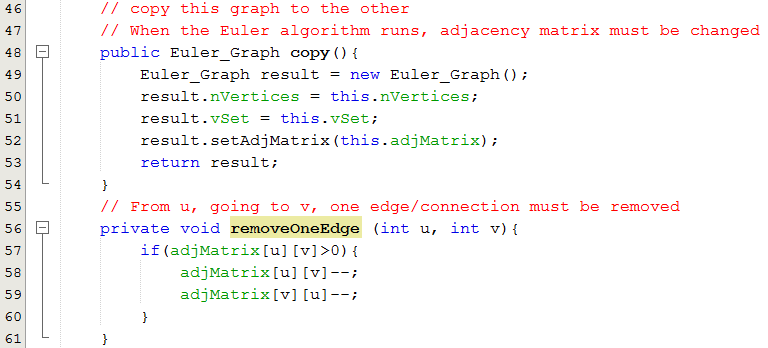 46 // copy this graph to the other
47 // When the Euler algorithm runs, adjacency matrix must be changed
48 public Euler_Graph copy(){
49 Euler_Graph result = new Euler_Graph();
50 result.nVertices = this.nVertices;
51 result.vSet = this.vSet;
52 result.setAdjMatrix(this.adjMatrix);
53 return result;
54 }
55 // From u, going to v, one edge/connection must be removed
56 private void removeOneEdge (int u, int v){
57 if(adjMatrix[u][v]>0){
58 adjMatrix[u][v]--;
59 adjMatrix[v][u]--;
60 }
61 }